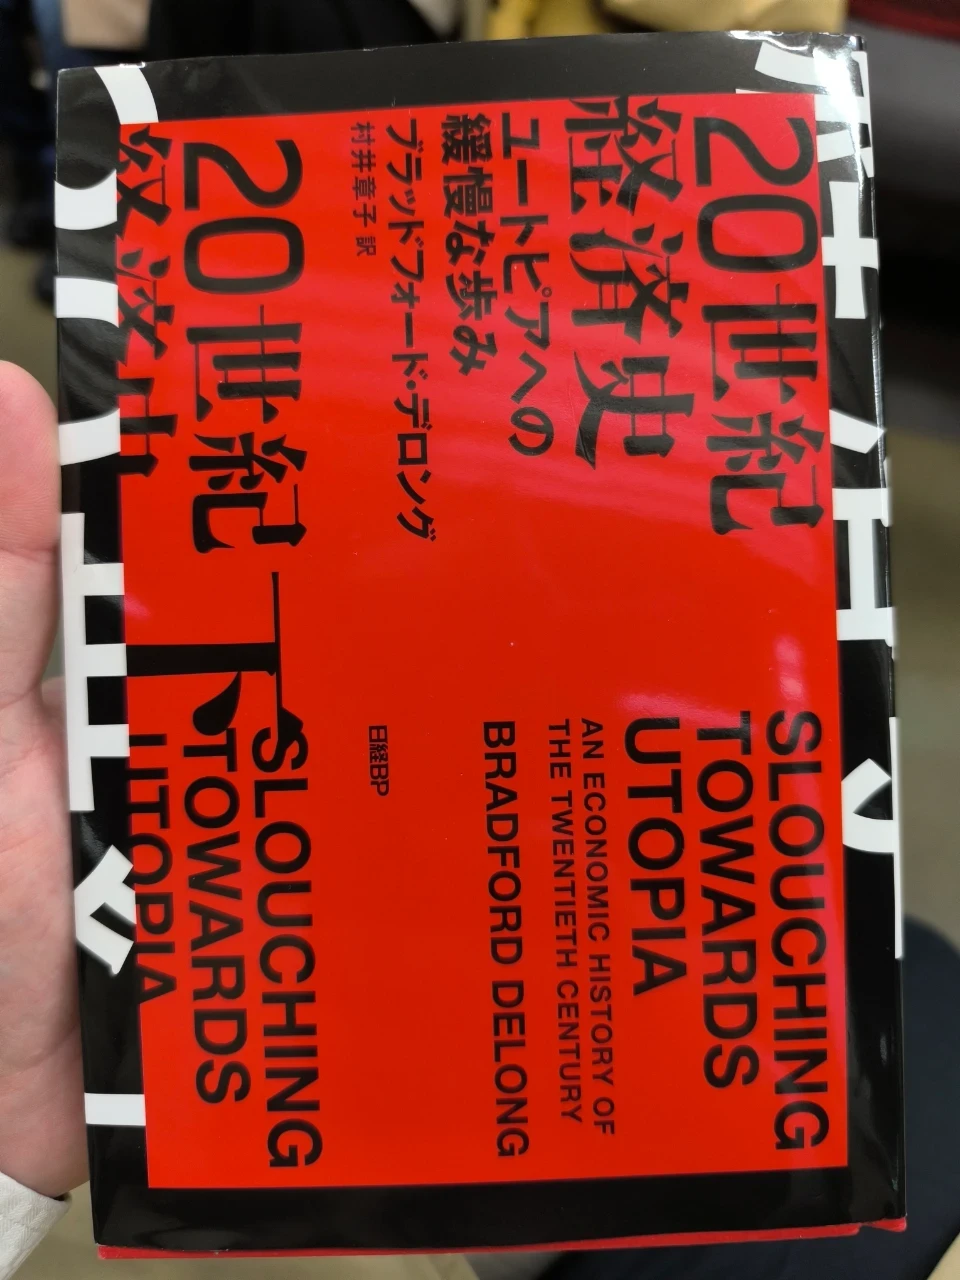 20世紀
経済史
ユートピアへの
緩慢な歩み
ブラッドフォード・デロング
村井章子 訳
SLOUCHING
TOWARDS
UTOPIA
AN ECONOMIC HISTORY OF
THE TWENTIETH CENTURY
BRADFORD DELONG
日経BP
20世紀
経済史
下
SLOUCHING
TOWARDS
UTOPIA